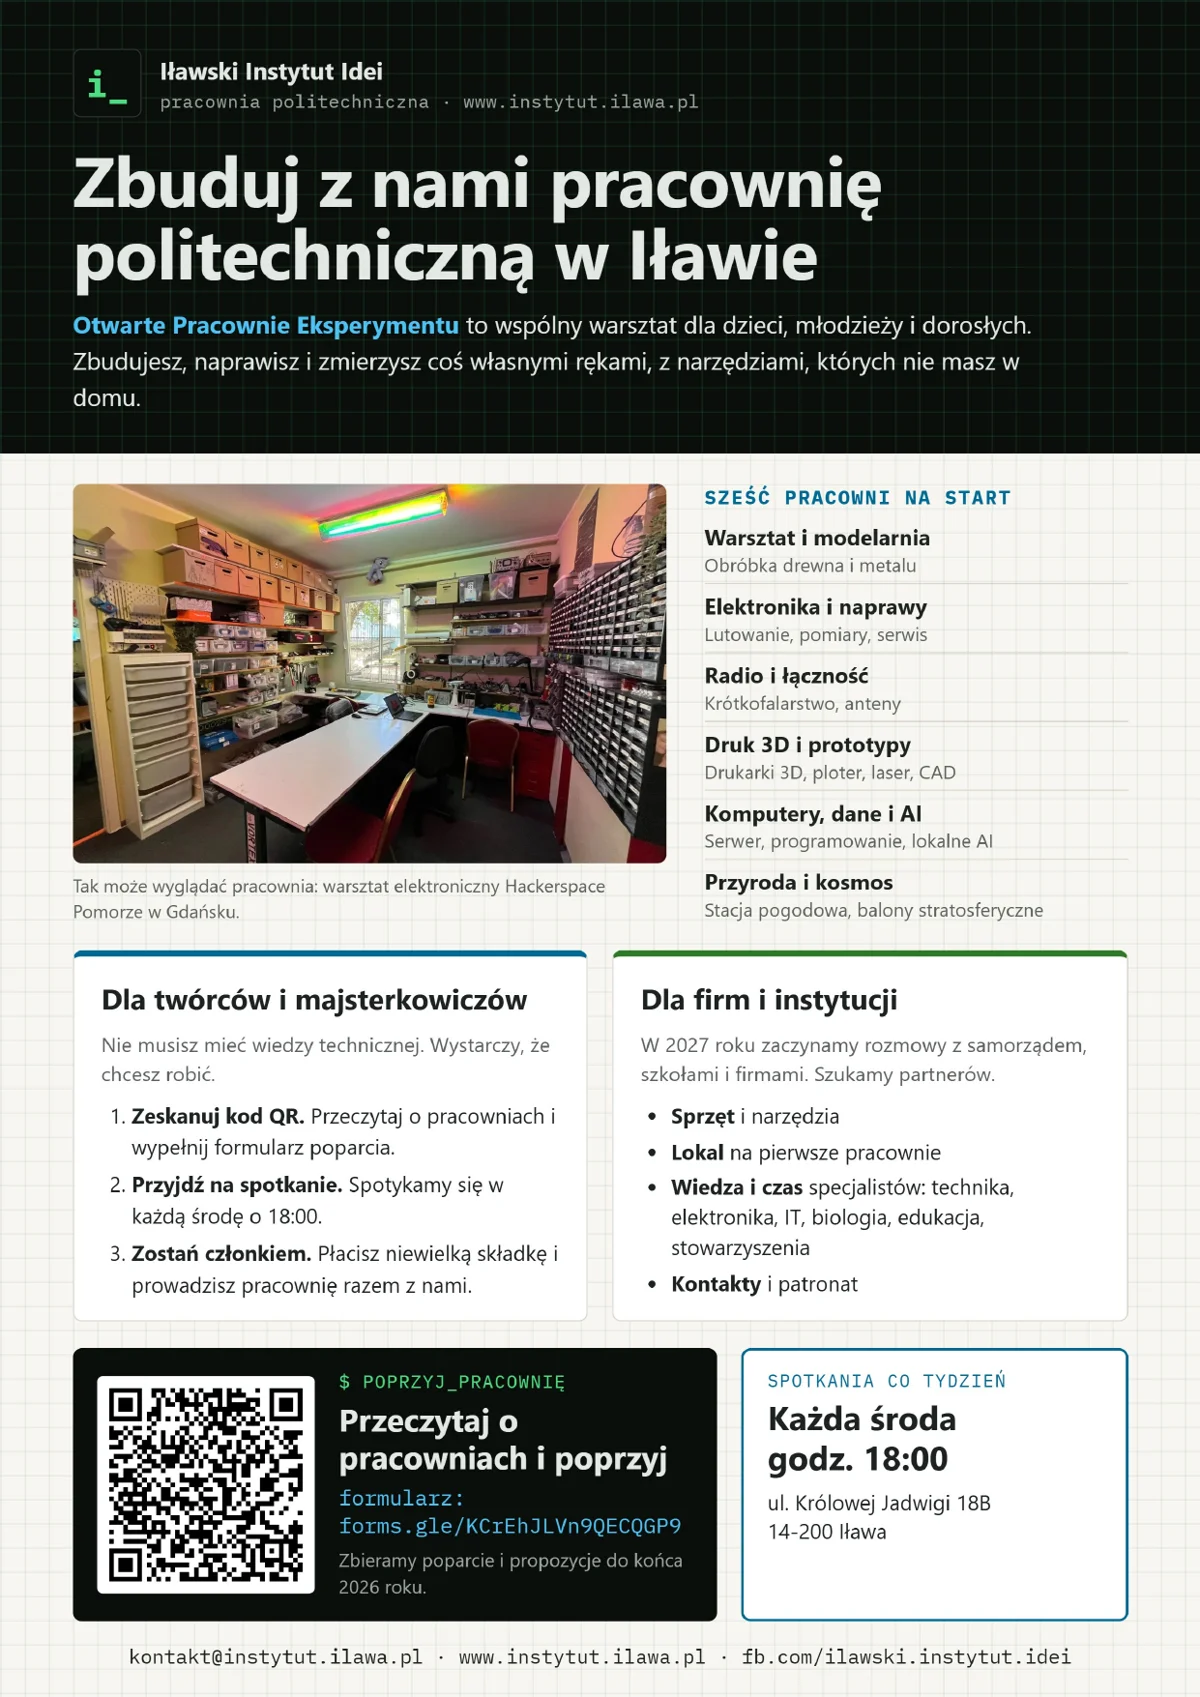 i_
Iławski Instytut Idei
pracownia politechniczna · www.instytut.ilawa.pl
Zbuduj z nami pracownię
politechniczną w Iławie
Otwarte Pracownie Eksperymentu to wspólny warsztat dla dzieci, młodzieży i dorosłych.
Zbudujesz, naprawisz i zmierzysz coś własnymi rękami, z narzędziami, których nie masz w
domu.
Tak może wyglądać pracownia: warsztat elektroniczny Hackerspace
Pomorze w Gdańsku.
SZEŚĆ PRACOWNI NA START
Warsztat i modelarnia
Obróbka drewna i metalu
Elektronika i naprawy
Lutowanie, pomiary, serwis
Radio i łączność
Krótkofalarstwo, anteny
Druk 3D i prototypy
Drukarki 3D, ploter, laser, CAD
Komputery, dane i AI
Serwer, programowanie, lokalne AI
Przyroda i kosmos
Stacja pogodowa, balony stratosferyczne
Dla twórców i majsterkowiczów
Nie musisz mieć wiedzy technicznej. Wystarczy, że
chcesz robić.
1. Zeskanuj kod QR. Przeczytaj o pracowniach i
wypełnij formularz poparcia.
2. Przyjdź na spotkanie. Spotykamy się w
każdą środę o 18:00.
3. Zostań członkiem. Płacisz niewielką składkę i
prowadzisz pracownię razem z nami.
Dla firm i instytucji
W 2027 roku zaczynamy rozmowy z samorządem,
szkołami i firmami. Szukamy partnerów.
• Sprzęt i narzędzia
• Lokal na pierwsze pracownie
• Wiedza i czas specjalistów: technika,
elektronika, IT, biologia, edukacja,
stowarzyszenia
• Kontakty i patronat
$ POPRZYJ_PRACOWNIĘ
Przeczytaj o
pracowniach i poprzyj
formularz:
forms.gle/KCrEhJLVn9QECQGP9
Zbieramy poparcie i propozycje do końca
2026 roku.
SPOTKANIA CO TYDZIEŃ
Każda środa
godz. 18:00
ul. Królowej Jadwigi 18B
14-200 Iława
kontakt@instytut.ilawa.pl · www.instytut.ilawa.pl · fb.com/ilawski.instytut.idei